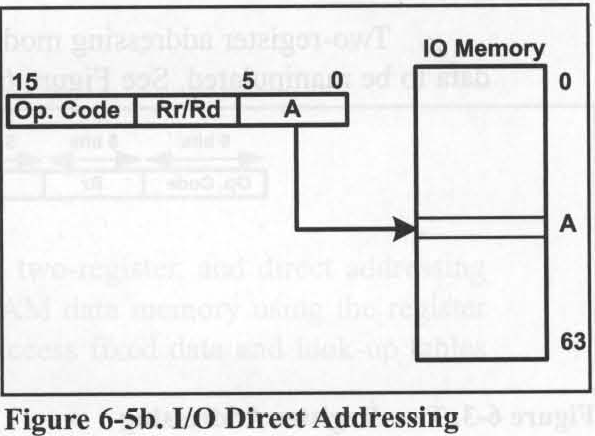 IO Memory
15 5 0
0
Op. Code Rr/Rd A
A
63
Figure 6-5b. I/O Direct Addressing